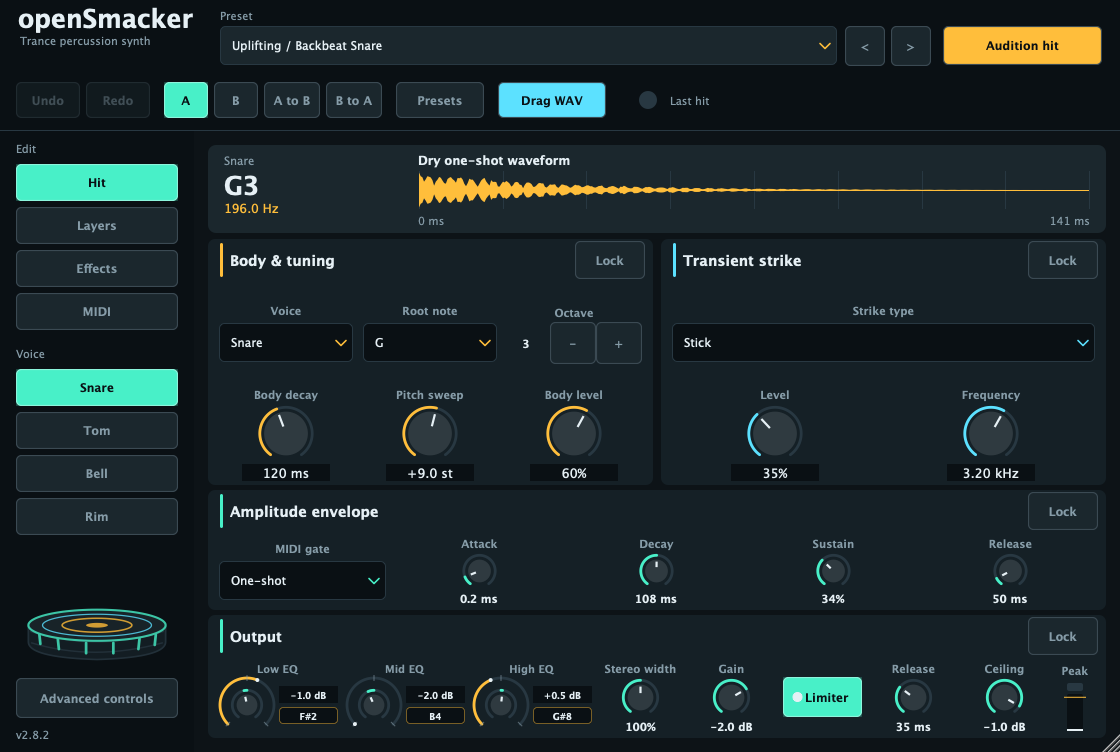 openSmacker
Trance percussion synth
Preset
Uplifting / Backbeat Snare
<
>
Audition hit
Undo
Redo
A
B
A to B
B to A
Presets
Drag WAV
Last hit
Edit
Hit
Layers
Effects
MIDI
Voice
Snare
Tom
Bell
Rim
Advanced controls
v2.8.2
Snare
G3
196.0 Hz
Dry one-shot waveform
0 ms
141 ms
Body & tuning
Lock
Voice
Root note
Octave
Snare
G
3
-
+
Body decay
Pitch sweep
Body level
120 ms
+9.0 st
60%
Transient strike
Lock
Strike type
Stick
Level
Frequency
35%
3.20 kHz
Amplitude envelope
Lock
MIDI gate
One-shot
Attack
Decay
Sustain
Release
0.2 ms
108 ms
34%
50 ms
Output
Lock
Low EQ
-1.0 dB
F#2
Mid EQ
-2.0 dB
B4
High EQ
+0.5 dB
G#8
Stereo width
100%
Gain
-2.0 dB
Limiter
Release
35 ms
Ceiling
-1.0 dB
Peak